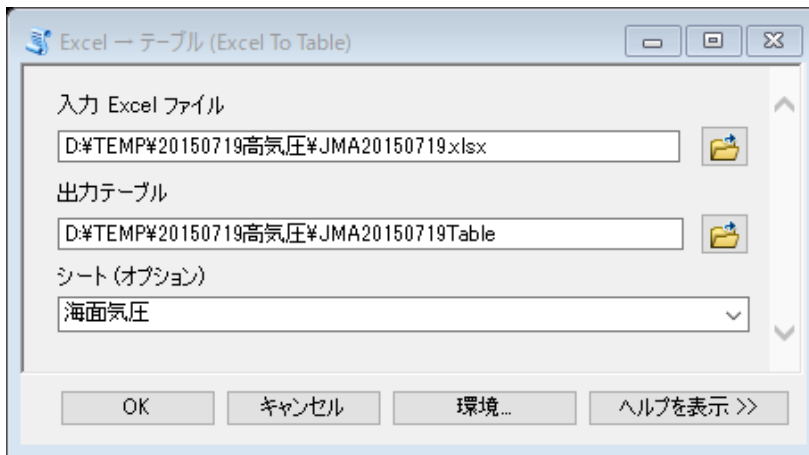 Excel → テーブル (Excel To Table)
入力 Excel ファイル
D:¥TEMP¥20150719高気圧¥JMA20150719.xlsx
出力テーブル
D:¥TEMP¥20150719高気圧¥JMA20150719Table
シート (オプション)
海面気圧
OK キャンセル 環境... ヘルプを表示 >>